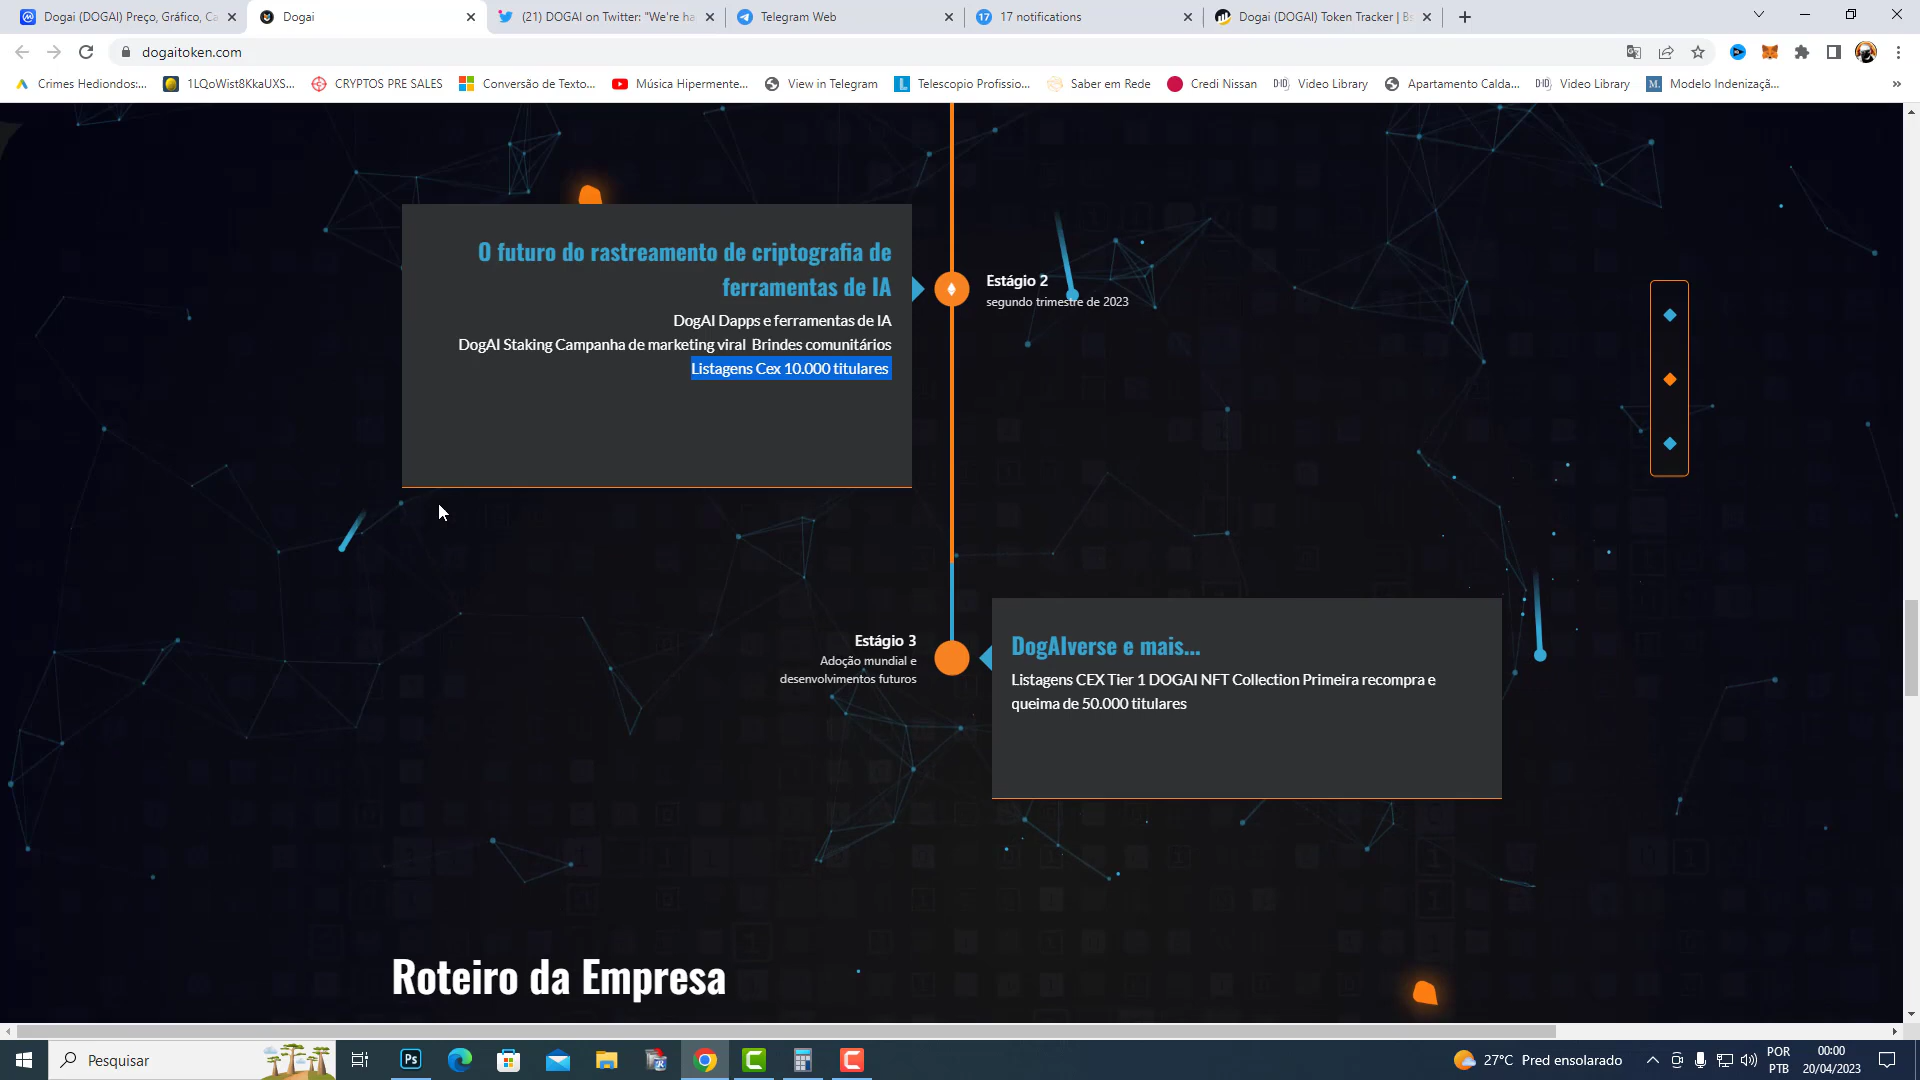 Dogai (DOGAI) Preço, Gráfico, Ca
Dogai
(21) DOGAI on Twitter: "We're ha
Telegram Web
17 notifications
Dogai (DOGAI) Token Tracker | Bs
dogaitoken.com
Crimes Hediondos:...
1LQoWist8KkaUXS...
CRYPTOS PRE SALES
Conversão de Texto...
Música Hipermente...
View in Telegram
Telescopio Profissio...
Saber em Rede
Credi Nissan
Video Library
Apartamento Calda...
Video Library
Modelo Indenizaçã...
O futuro do rastreamento de criptografia de
ferramentas de IA
DogAI Dapps e ferramentas de IA
DogAI Staking Campanha de marketing viral Brindes comunitários
Listagens Cex 10.000 titulares
Estágio 2
segundo trimestre de 2023
Estágio 3
Adoção mundial e
desenvolvimentos futuros
DogAIverse e mais...
Listagens CEX Tier 1 DOGAI NFT Collection Primeira recompra e
queima de 50.000 titulares
Roteiro da Empresa
Pesquisar
Ps
27°C Pred ensolarado
POR
PTB
00:00
20/04/2023